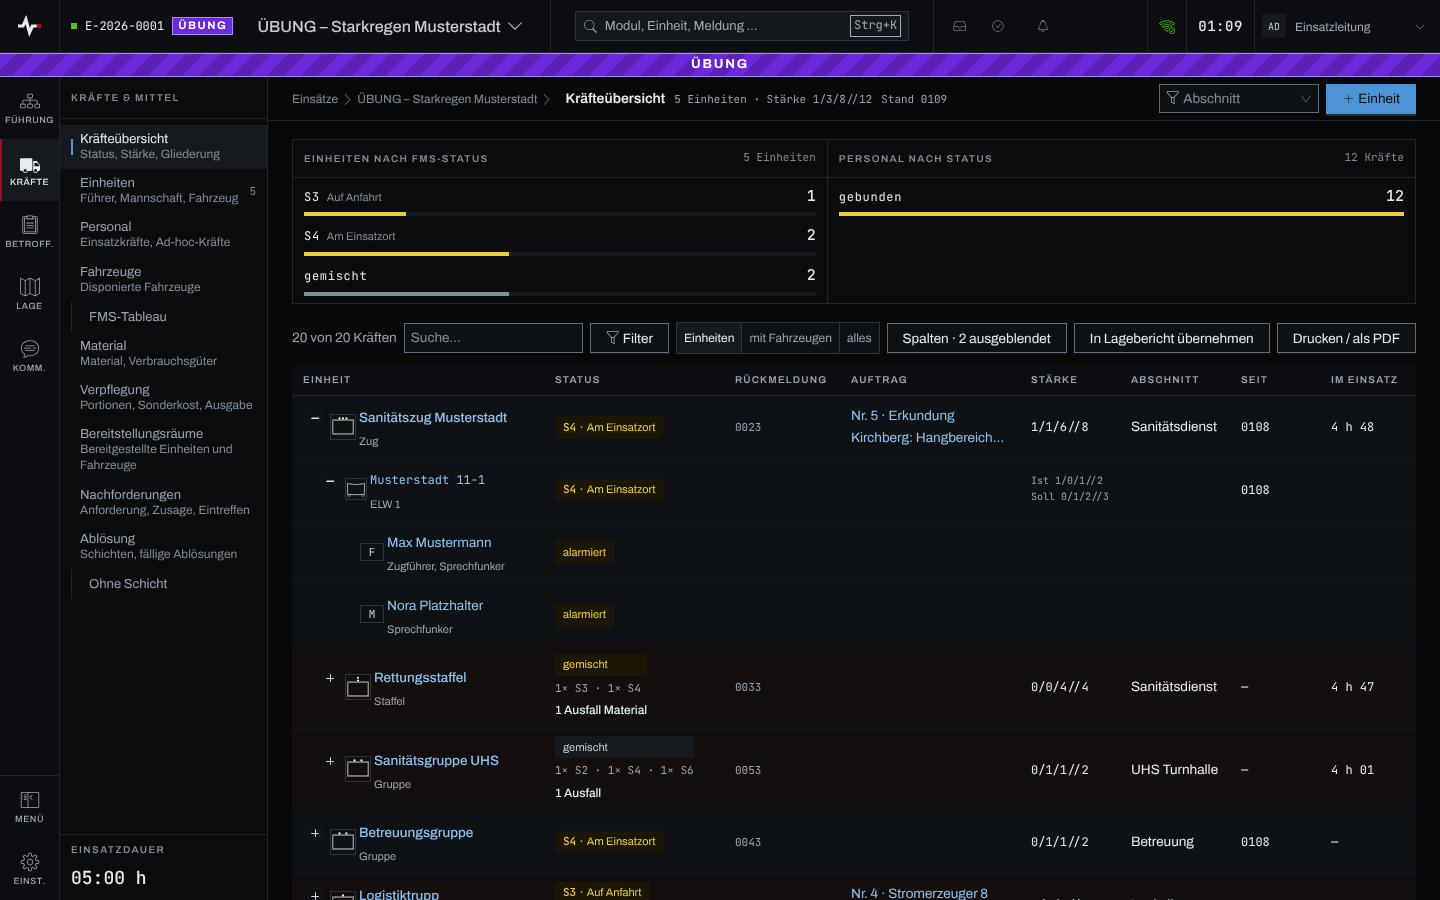 E-2026-0001 ÜBUNG ÜBUNG – Starkregen Musterstadt
Modul, Einheit, Meldung ... Strg+K
01:09
AD Einsatzleitung
ÜBUNG
FÜHRUNG
KRÄFTE
BETROFF.
LAGE
KOMM.
MENÜ
EINST.
KRÄFTE & MITTEL
Kräfteübersicht
Status, Stärke, Gliederung
Einheiten
Führer, Mannschaft, Fahrzeug 5
Personal
Einsatzkräfte, Ad-hoc-Kräfte
Fahrzeuge
Disponierte Fahrzeuge
FMS-Tableau
Material
Material, Verbrauchsgüter
Verpflegung
Portionen, Sonderkost, Ausgabe
Bereitstellungsräume
Bereitgestellte Einheiten und
Fahrzeuge
Nachforderungen
Anforderung, Zusage, Eintreffen
Ablösung
Schichten, fällige Ablösungen
Ohne Schicht
EINSATZDAUER
05:00 h
Einsätze > ÜBUNG – Starkregen Musterstadt > Kräfteübersicht 5 Einheiten · Stärke 1/3/8//12 Stand 0109
Abschnitt
+ Einheit
EINHEITEN NACH FMS-STATUS 5 Einheiten
S3 Auf Anfahrt 1
S4 Am Einsatzort 2
gemischt 2
PERSONAL NACH STATUS 12 Kräfte
gebunden 12
20 von 20 Kräften Suche... Filter Einheiten mit Fahrzeugen alles Spalten · 2 ausgeblendet In Lagebericht übernehmen Drucken / als PDF
EINHEIT STATUS RÜCKMELDUNG AUFTRAG STÄRKE ABSCHNITT SEIT IM EINSATZ
– Sanitätszug Musterstadt
Zug
S4 · Am Einsatzort 0023
Nr. 5 · Erkundung
Kirchberg: Hangbereich...
1/1/6//8 Sanitätsdienst 0108 4 h 48
– Musterstadt 11-1
ELW 1
S4 · Am Einsatzort
Ist 1/0/1//2
Soll 0/1/2//3
0108
F Max Mustermann
Zugführer, Sprechfunker
alarmiert
M Nora Platzhalter
Sprechfunker
alarmiert
+ Rettungsstaffel
Staffel
gemischt
1× S3 · 1× S4
1 Ausfall Material
0033 0/0/4//4 Sanitätsdienst – 4 h 47
+ Sanitätsgruppe UHS
Gruppe
gemischt
1× S2 · 1× S4 · 1× S6
1 Ausfall
0053 0/1/1//2 UHS Turnhalle – 4 h 01
+ Betreuungsgruppe
Gruppe
S4 · Am Einsatzort 0043 0/1/1//2 Betreuung 0108 –
+ Logistiktrupp S3 · Auf Anfahrt Nr. 4 · Stromerzeuger 8